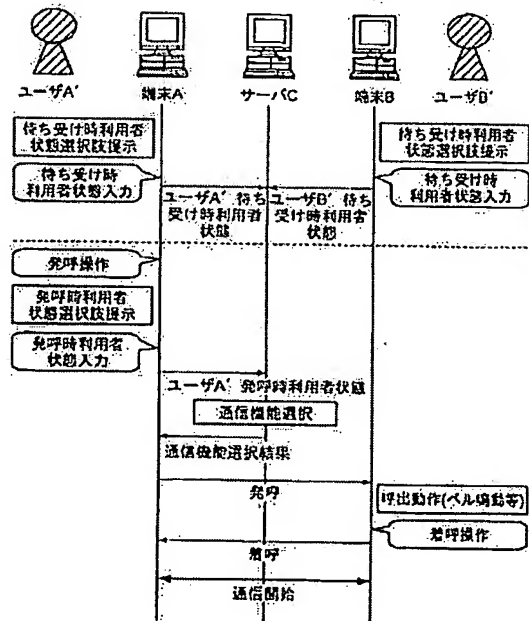 ユーザA′ 端末A サーバC 端末B ユーザB′
待ち受け時利用者
状態選択肢提示
待ち受け時利用者
状態選択肢提示
待ち受け時
利用者状態入力
待ち受け時
利用者状態入力
ユーザA′ 待ち
受け時利用者
状態
ユーザB′ 待ち
受け時利用者
状態
発呼操作
発呼時利用者
状態選択肢提示
発呼時利用者
状態入力
ユーザA′ 発呼時利用者状態
通信機能選択
通信機能選択結果
発呼
呼出動作(ベル鳴動等)
着呼操作
着呼
通信開始